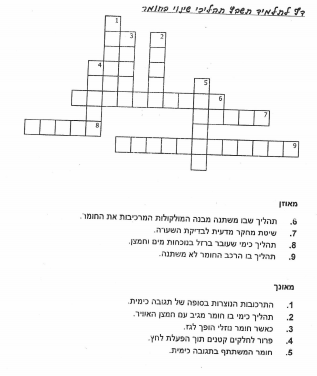 דף לתלמיד תשבץ תהליכי שינוי בחומר
1
3
2
4
5
6
7
8
9
מאוזן
6. תהליך שבו משתנה מבנה המולקולות המרכיבות את החומר.
7. שיטת מחקר מדעית לבדיקת השערה.
8. תהליך כימי שעובר ברזל בנוכחות מים וחמצן.
9. תהליך בו הרכב החומר לא משתנה.
מאונך
1. התרכובות הנוצרות בסופה של תגובה כימית.
2. תהליך כימי בו חומר מגיב עם חמצן האוויר.
3. כאשר חומר נוזלי הופך לגז.
4. פרור לחלקים קטנים תוך הפעלת לחץ.
5. חומר המשתתף בתגובה כימית.